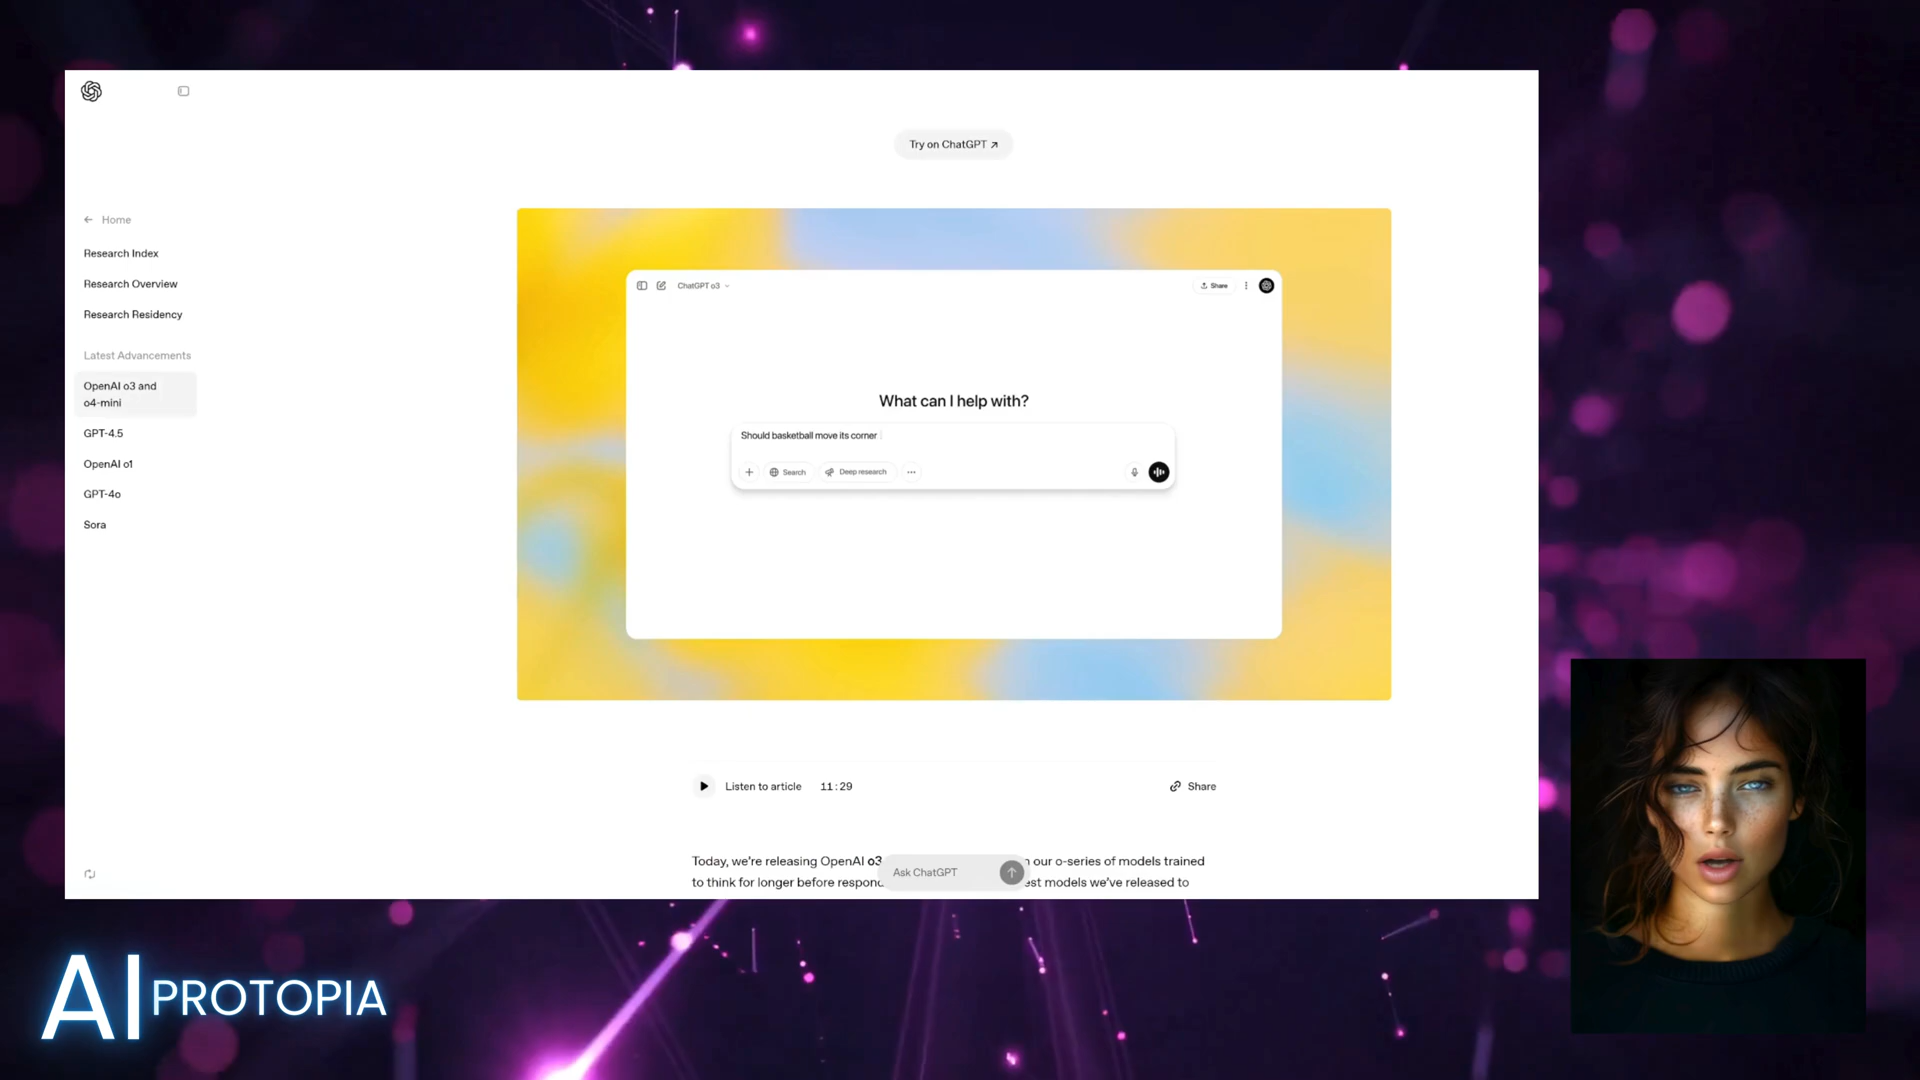 Try on ChatGPT ↗
← Home
Research Index
Research Overview
Research Residency
Latest Advancements
OpenAI o3 and
o4-mini
GPT-4.5
OpenAI o1
GPT-4o
Sora
ChatGPT o3
Share
What can I help with?
Should basketball move its corner
Search
Deep research
Listen to article 11:29
Share
Today, we’re releasing OpenAI o3 our o-series of models trained
to think for longer before models we’ve released to
Ask ChatGPT
AI PROTOPIA